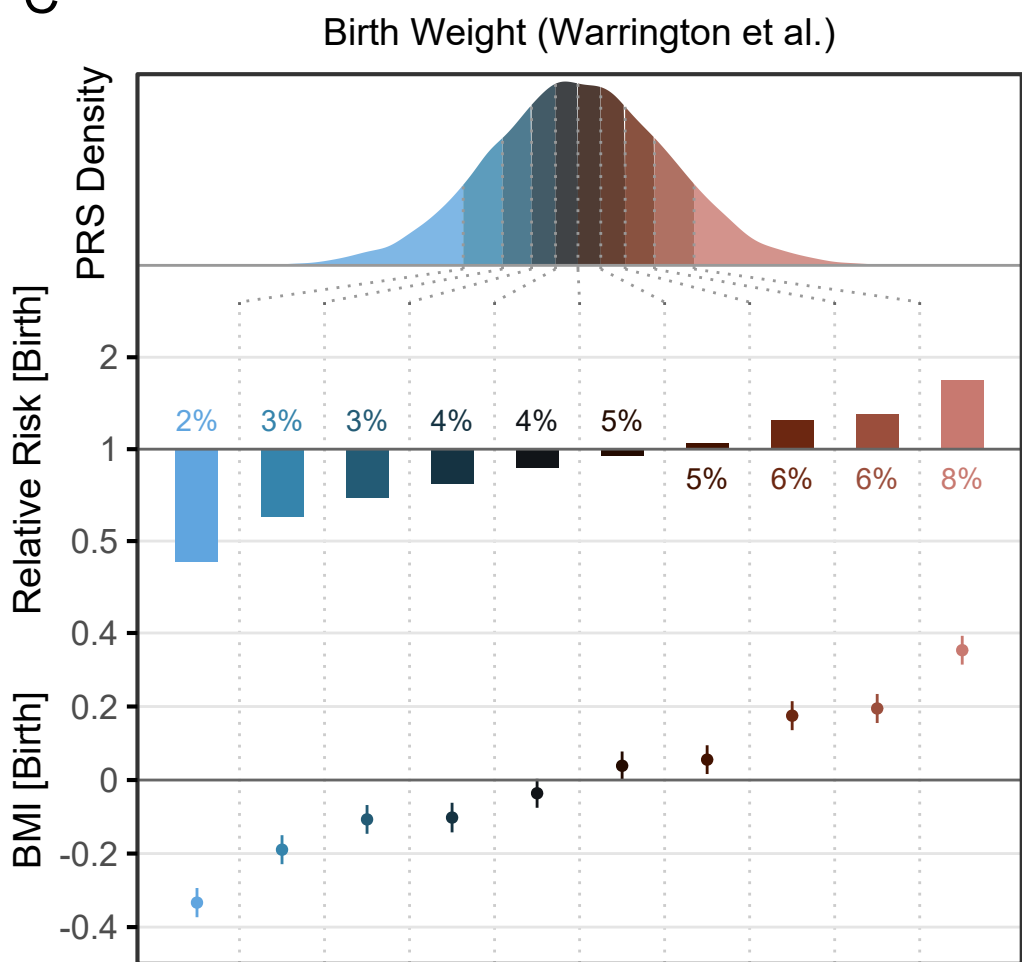 C
Birth Weight (Warrington et al.)
PRS Density
Relative Risk [Birth]
2
1
0.5
2% 3% 3% 4% 4% 5%
5% 6% 6% 8%
BMI [Birth]
0.4
0.2
0
-0.2
-0.4